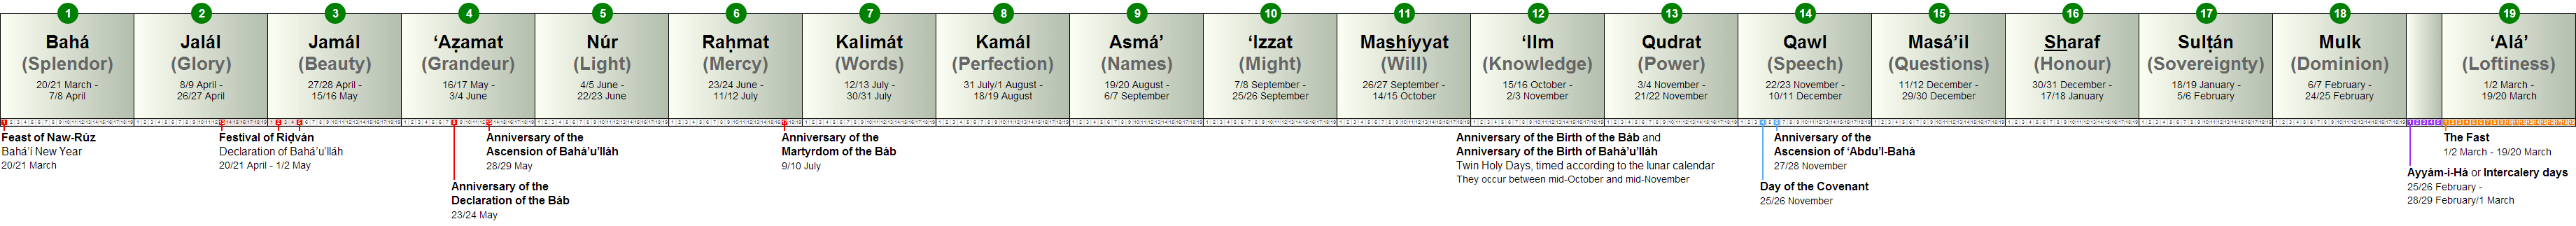 1
Bahá
(Splendor)
20/21 March -
7/8 April
2
Jalál
(Glory)
8/9 April -
26/27 April
3
Jamál
(Beauty)
27/28 April -
15/16 May
4
‘Aẓamat
(Grandeur)
16/17 May -
3/4 June
5
Núr
(Light)
4/5 June -
22/23 June
6
Raḥmat
(Mercy)
23/24 June -
11/12 July
7
Kalimát
(Words)
12/13 July -
30/31 July
8
Kamál
(Perfection)
31 July/1 August -
18/19 August
9
Asmá’
(Names)
19/20 August -
6/7 September
10
‘Izzat
(Might)
7/8 September -
25/26 September
11
Mashíyyat
(Will)
26/27 September -
14/15 October
12
‘Ilm
(Knowledge)
15/16 October -
2/3 November
13
Qudrat
(Power)
3/4 November -
21/22 November
14
Qawl
(Speech)
22/23 November -
10/11 December
15
Masá’il
(Questions)
11/12 December -
29/30 December
16
Sharaf
(Honour)
30/31 December -
17/18 January
17
Sulṭán
(Sovereignty)
18/19 January -
5/6 February
18
Mulk
(Dominion)
6/7 February -
24/25 February
19
‘Alá’
(Loftiness)
1/2 March -
19/20 March
Feast of Naw-Rúz
Bahá’í New Year
20/21 March
Festival of Riḍván
Declaration of Bahá’u’lláh
20/21 April - 1/2 May
Anniversary of the
Declaration of the Báb
23/24 May
Anniversary of the
Ascension of Bahá’u’lláh
28/29 May
Anniversary of the
Martyrdom of the Báb
9/10 July
Anniversary of the Birth of the Báb and
Anniversary of the Birth of Bahá’u’lláh
Twin Holy Days, timed according to the lunar calendar
They occur between mid-October and mid-November
Day of the Covenant
25/26 November
Anniversary of the
Ascension of ‘Abdu’l-Bahá
27/28 November
Ayyám-i-Há or Intercalery days
25/26 February -
28/29 February/1 March
The Fast
1/2 March - 19/20 March